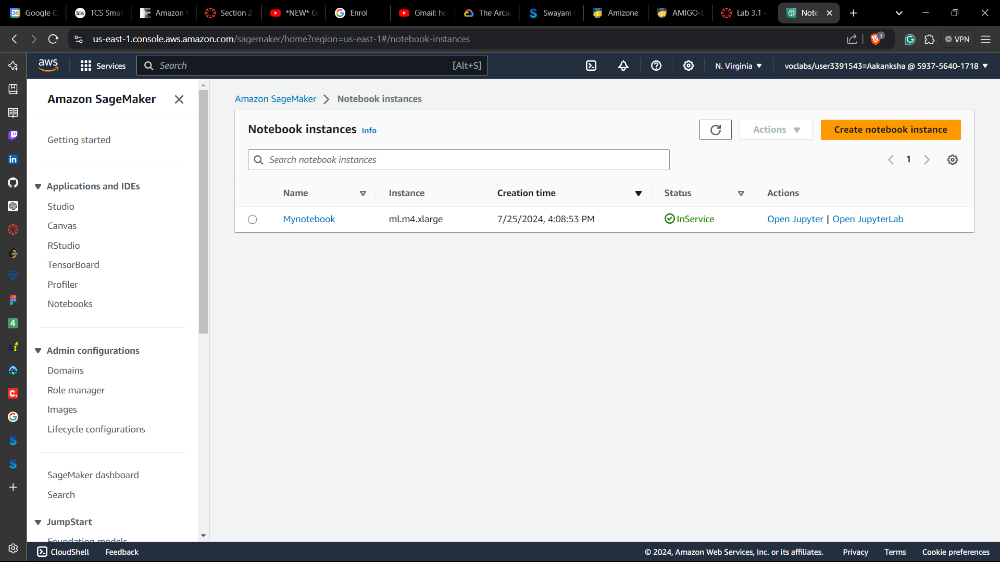 Google C
TCS Smar
Amazon
Section 2
*NEW* G
Enrol
Gmail: ho
The Arca
Swayam
Amizone
AMIGO-L
Lab 3.1 -
Note
us-east-1.console.aws.amazon.com/sagemaker/home?region=us-east-1#/notebook-instances
3
VPN
aws
Services
Search
[Alt+S]
N. Virginia
voclabs/user3391543=Aakanksha @ 5937-5640-1718
Amazon SageMaker
Getting started
Applications and IDEs
Studio
Canvas
RStudio
TensorBoard
Profiler
Notebooks
Admin configurations
Domains
Role manager
Images
Lifecycle configurations
SageMaker dashboard
Search
JumpStart
Foundation models
Amazon SageMaker
Notebook instances
Notebook instances Info
Actions
Create notebook instance
Search notebook instances
1
Name Instance Creation time Status Actions
Mynotebook ml.m4.xlarge 7/25/2024, 4:08:53 PM InService Open Jupyter | Open JupyterLab
CloudShell
Feedback
© 2024, Amazon Web Services, Inc. or its affiliates.
Privacy
Terms
Cookie preferences